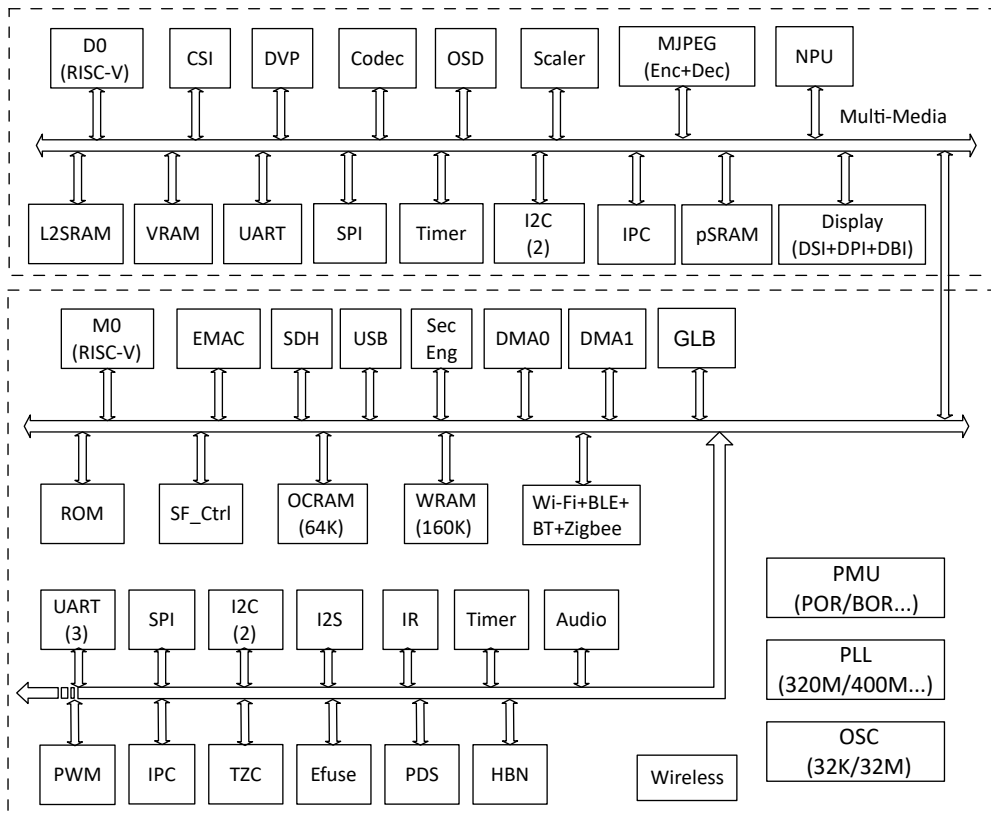 D0
(RISC-V)
CSI
DVP
Codec
OSD
Scaler
MJPEG
(Enc+Dec)
NPU
Multi-Media
L2SRAM
VRAM
UART
SPI
Timer
I2C
(2)
IPC
pSRAM
Display
(DSI+DPI+DBI)
M0
(RISC-V)
EMAC
SDH
USB
Sec
Eng
DMA0
DMA1
GLB
ROM
SF_Ctrl
OCRAM
(64K)
WRAM
(160K)
Wi-Fi+BLE+
BT+Zigbee
UART
(3)
SPI
I2C
(2)
I2S
IR
Timer
Audio
PMU
(POR/BOR...)
PLL
(320M/400M...)
OSC
(32K/32M)
PWM
IPC
TZC
Efuse
PDS
HBN
Wireless